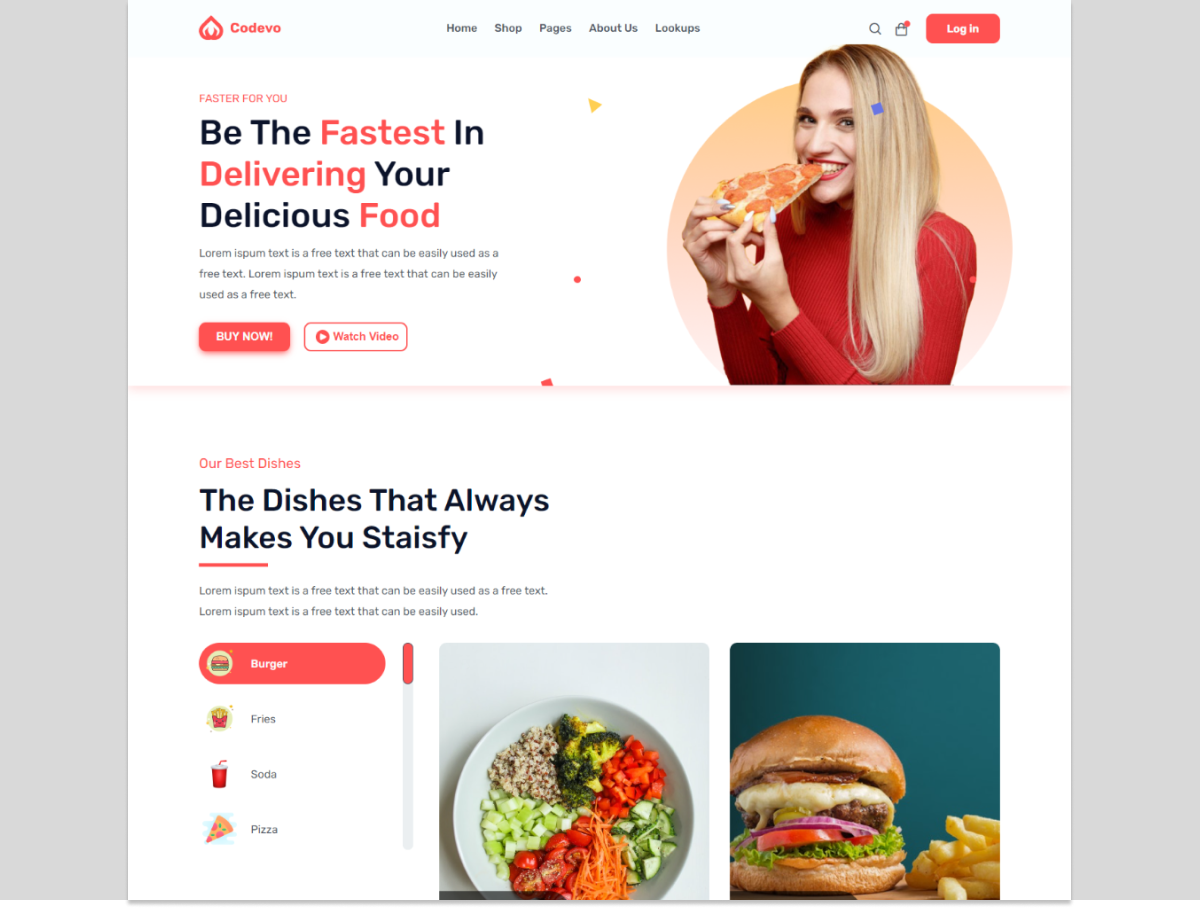 Codevo
Home Shop Pages About Us Lookups
Log in
FASTER FOR YOU
Be The Fastest In
Delivering Your
Delicious Food
Lorem ispum text is a free text that can be easily used as a
free text. Lorem ispum text is a free text that can be easily
used as a free text.
BUY NOW!
Watch Video
Our Best Dishes
The Dishes That Always
Makes You Staisfy
Lorem ispum text is a free text that can be easily used as a free text.
Lorem ispum text is a free text that can be easily used.
Burger
Fries
Soda
Pizza